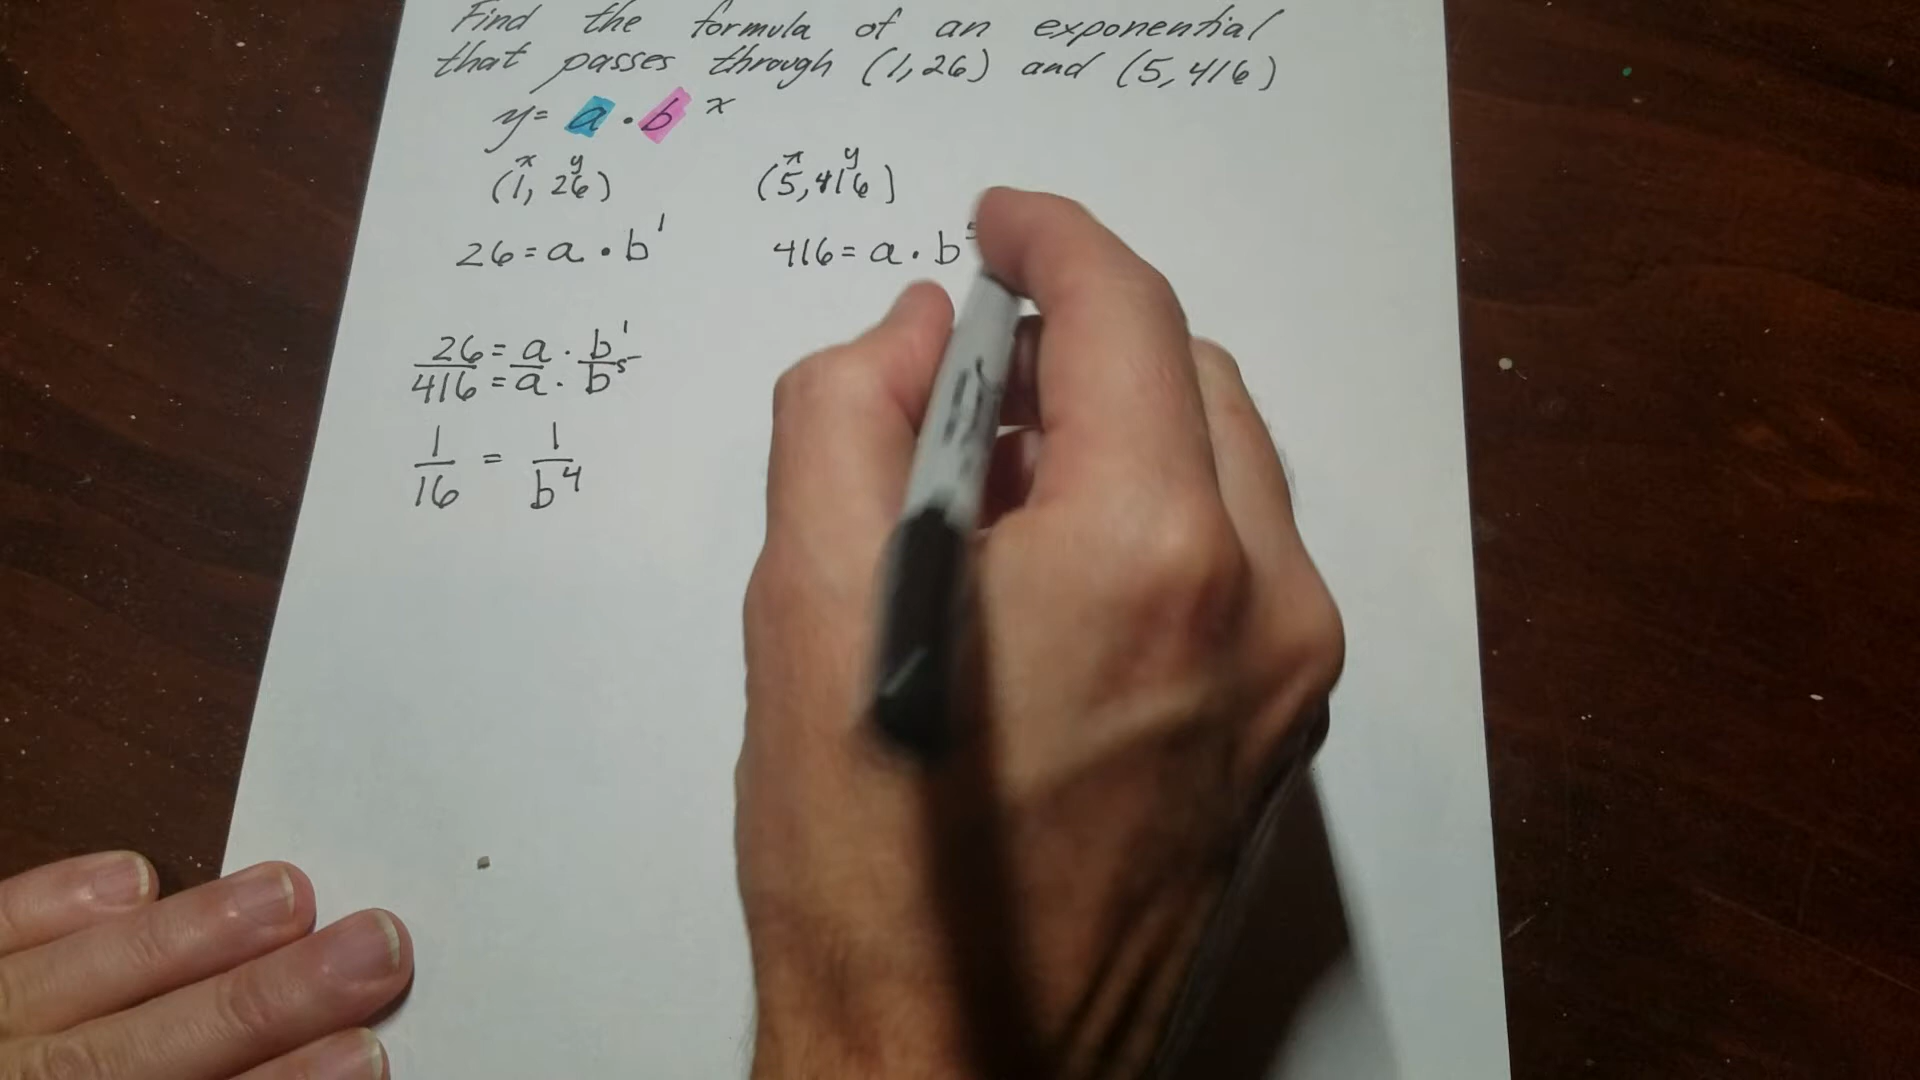 Find the formula of an exponential
that passes through (1,26) and (5,416)
y= a · b x
x y
(1, 26)
x y
(5,416)
26=a · b 1
416=a · b 5
26=a · b 1
416=a · b 5
1 = 1
16 b 4